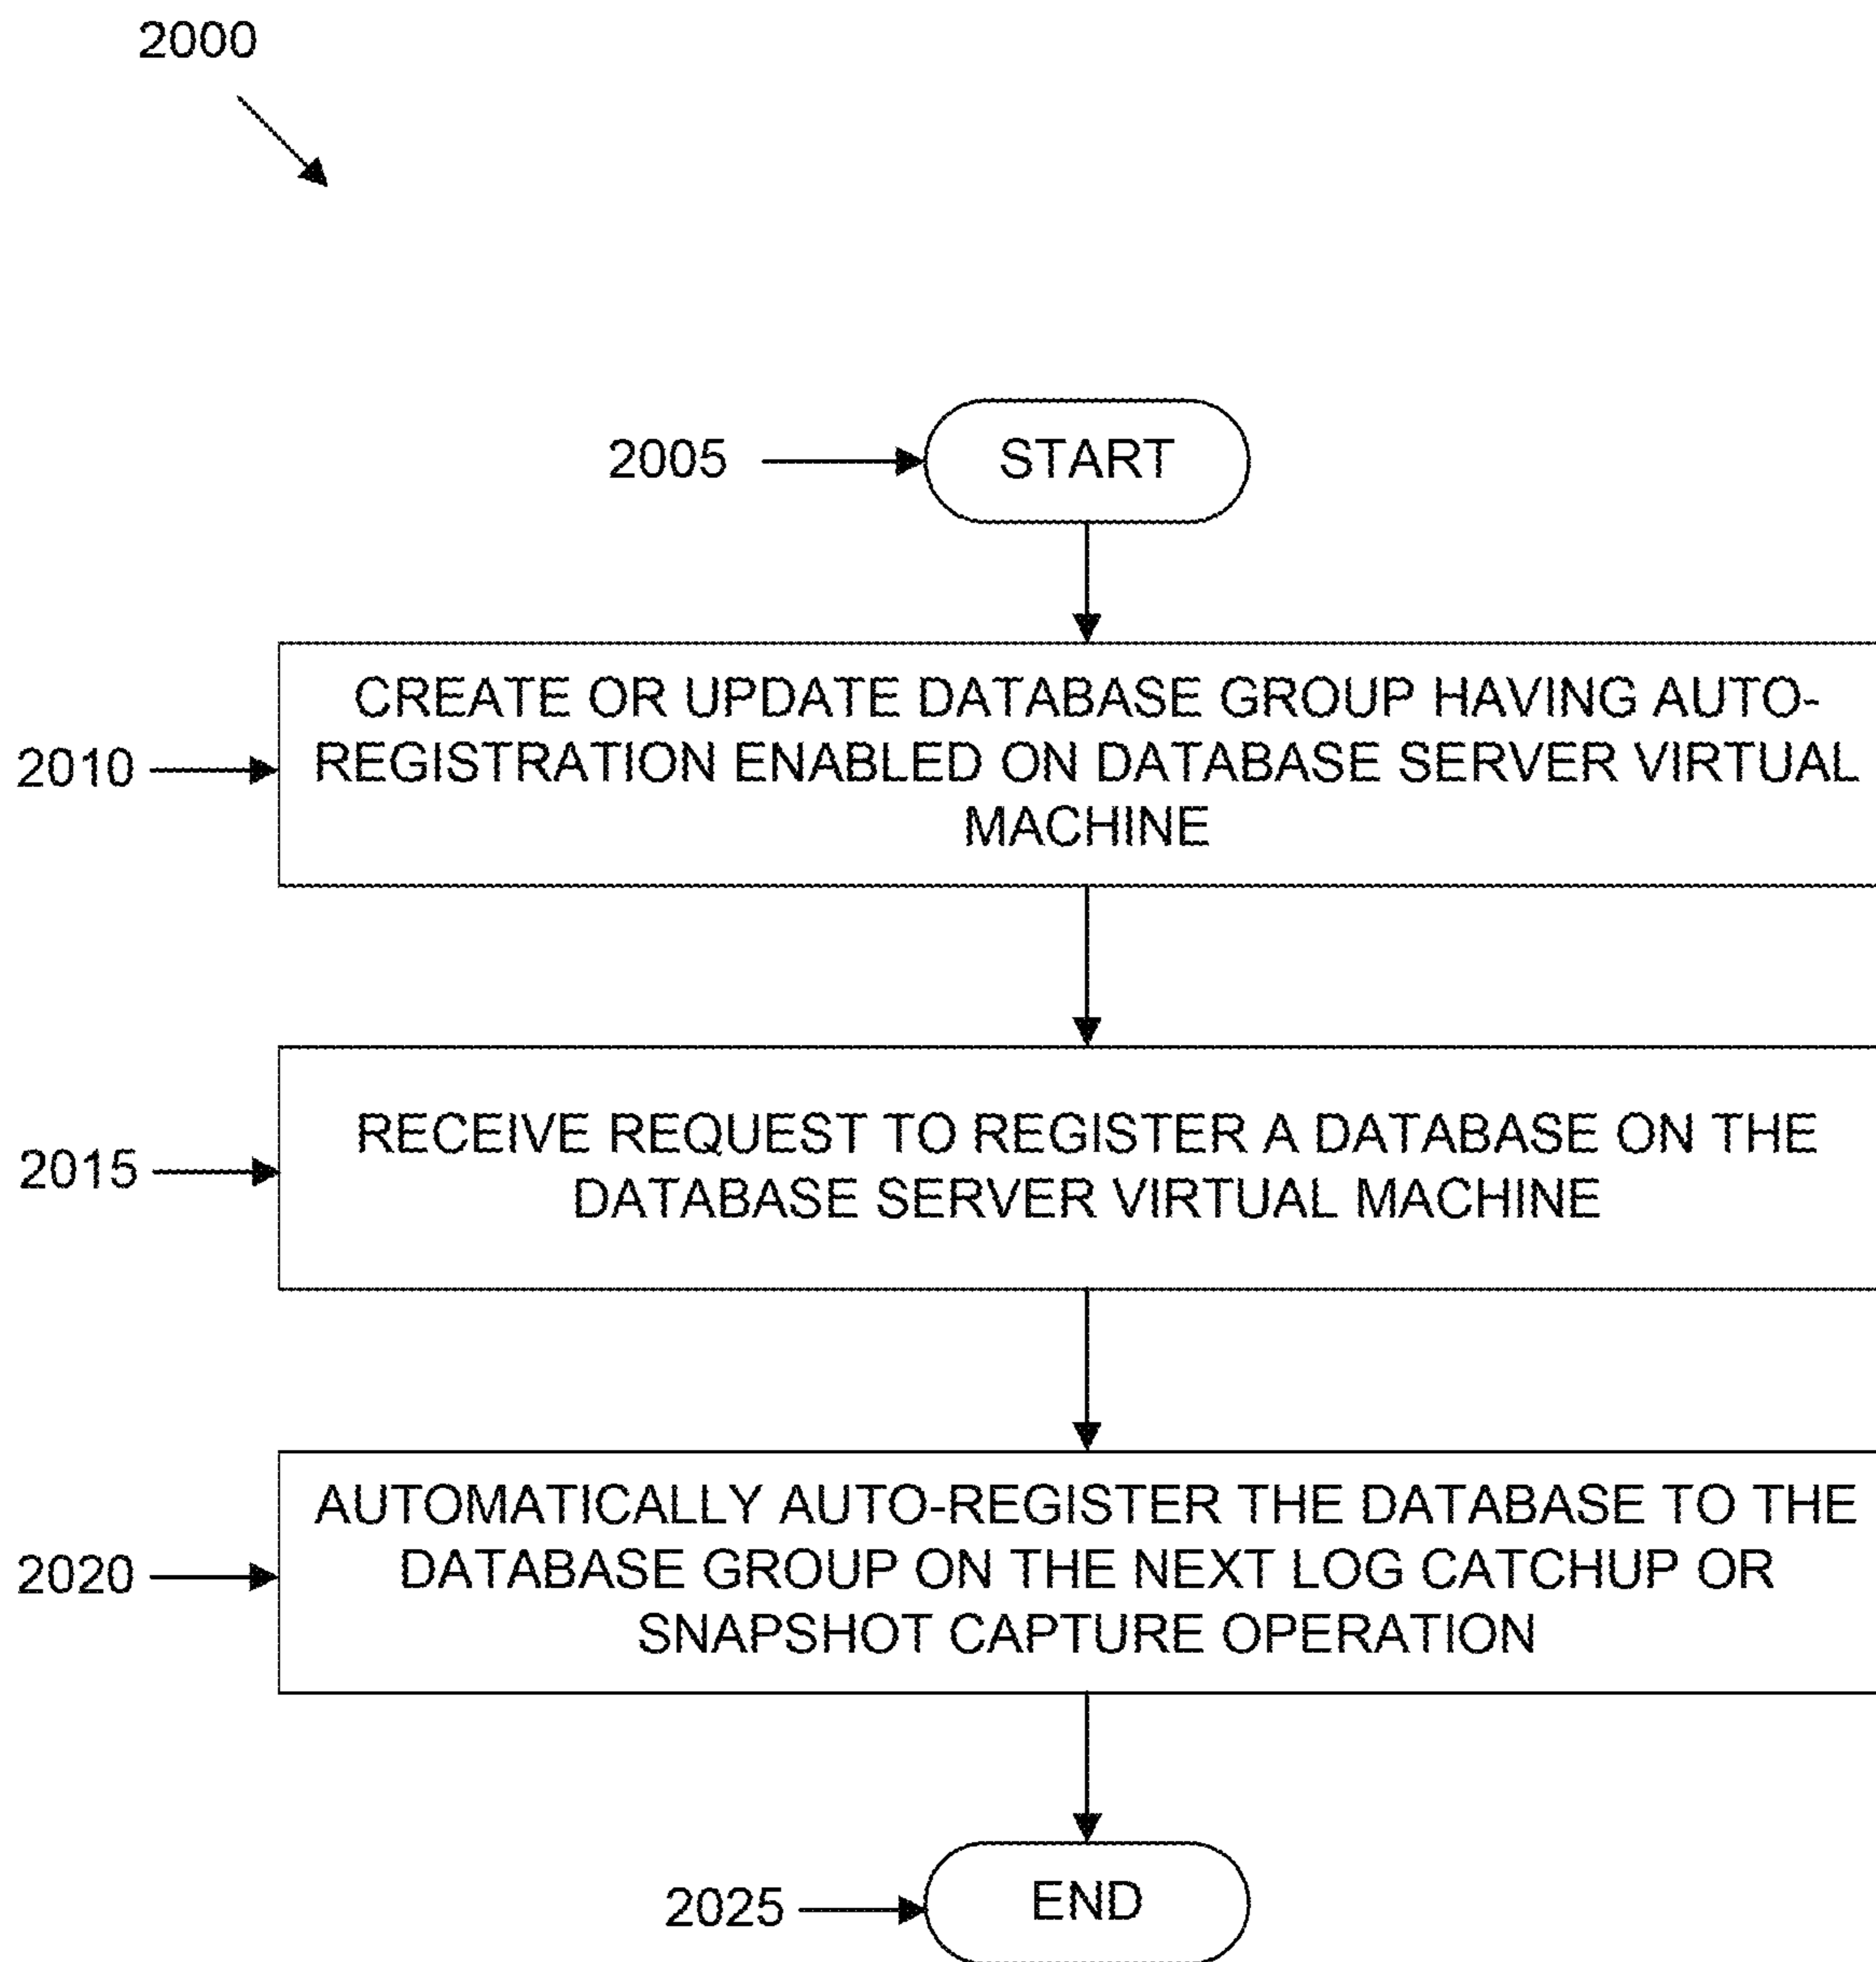 2000
2005
START
2010
CREATE OR UPDATE DATABASE GROUP HAVING AUTO-
REGISTRATION ENABLED ON DATABASE SERVER VIRTUAL
MACHINE
2015
RECEIVE REQUEST TO REGISTER A DATABASE ON THE
DATABASE SERVER VIRTUAL MACHINE
2020
AUTOMATICALLY AUTO-REGISTER THE DATABASE TO THE
DATABASE GROUP ON THE NEXT LOG CATCHUP OR
SNAPSHOT CAPTURE OPERATION
2025
END